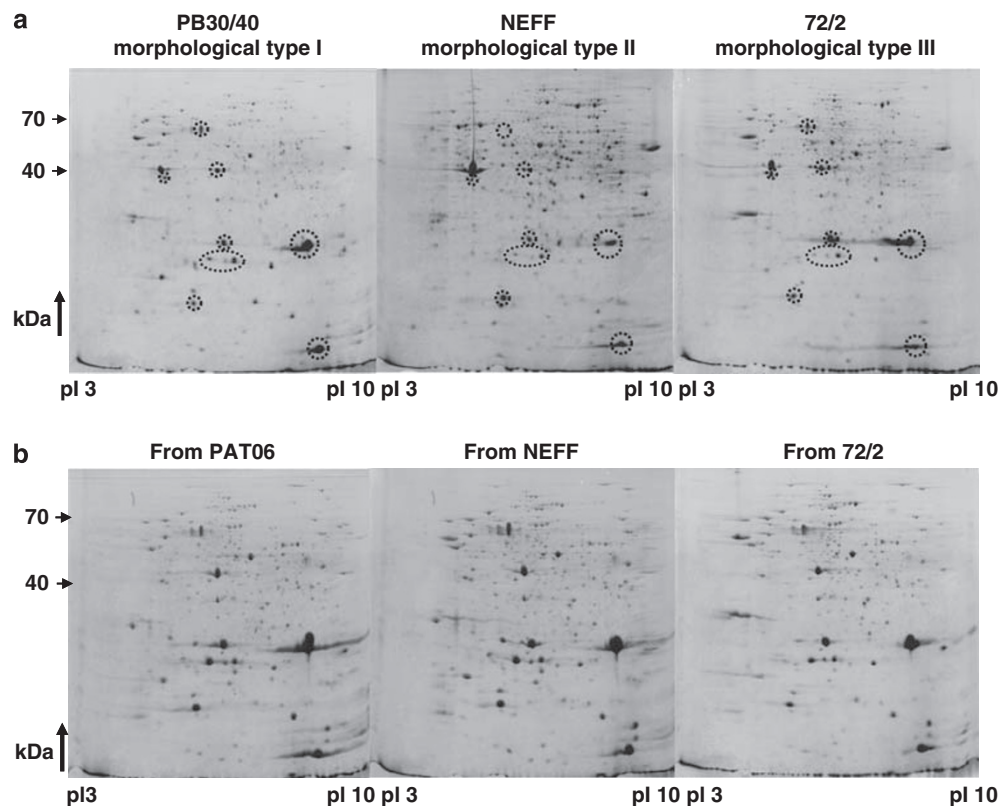 a
PB30/40
morphological type I
NEFF
morphological type II
72/2
morphological type III
70
40
kDa
pI 3
pI 10
pI 3
pI 10
pI 3
pI 10
b
From PAT06
From NEFF
From 72/2
70
40
kDa
pI3
pI 10
pI 3
pI 10
pI 3
pI 10